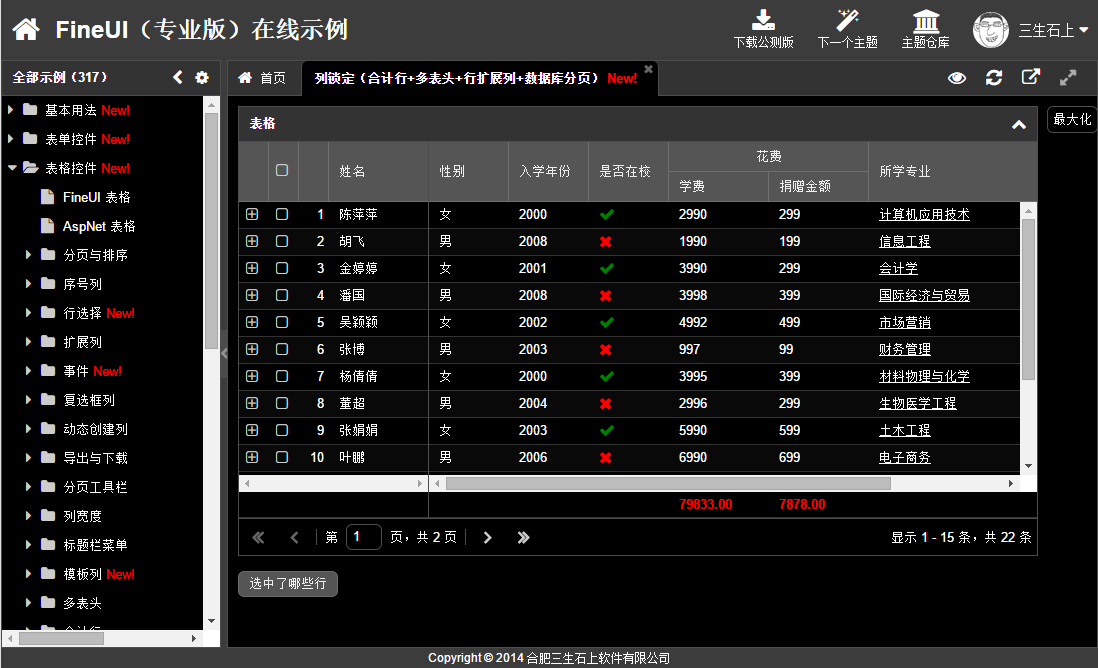 FineUI（专业版）在线示例
下载公测版 下一个主题 主题仓库 三生石上
全部示例（317）
首页 列锁定（合计行+多表头+行扩展列+数据库分页） New!
基本用法 New!
表单控件 New!
表格控件 New!
FineUI 表格
AspNet 表格
分页与排序
序号列
行选择 New!
扩展列
事件 New!
复选框列
动态创建列
导出与下载
分页工具栏
列宽度
标题栏菜单
模板列 New!
多表头
合计行
表格
最大化
姓名 性别 入学年份 是否在校 花费 所学专业
学费 捐赠金额
1 陈萍萍 女 2000 2990 299 计算机应用技术
2 胡飞 男 2008 1990 199 信息工程
3 金婷婷 女 2001 3990 299 会计学
4 潘国 男 2008 3998 399 国际经济与贸易
5 吴颖颖 女 2002 4992 499 市场营销
6 张博 男 2003 997 99 财务管理
7 杨倩倩 女 2000 3995 399 材料物理与化学
8 董超 男 2004 2996 299 生物医学工程
9 张娟娟 女 2003 5990 599 土木工程
10 叶鹏 男 2006 6990 699 电子商务
79833.00 7878.00
第 1 页，共 2 页 显示 1 - 15 条，共 22 条
选中了哪些行
Copyright © 2014 合肥三生石上软件有限公司